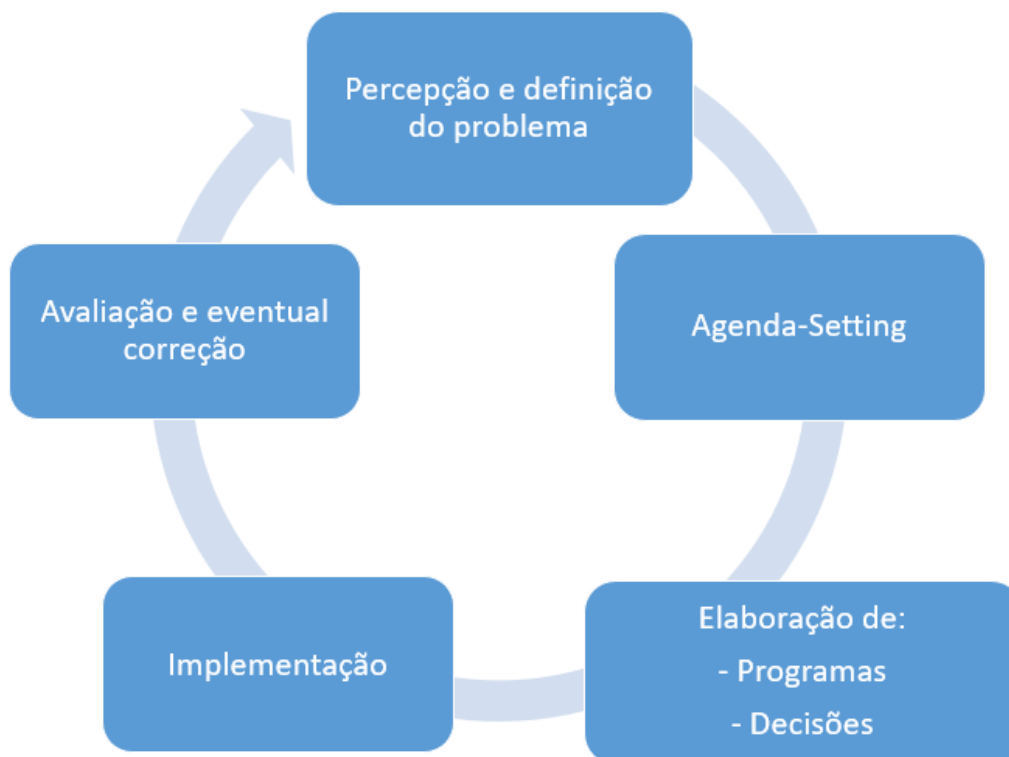 Percepção e definição
do problema
Agenda-Setting
Elaboração de:
- Programas
- Decisões
Implementação
Avaliação e eventual
correção